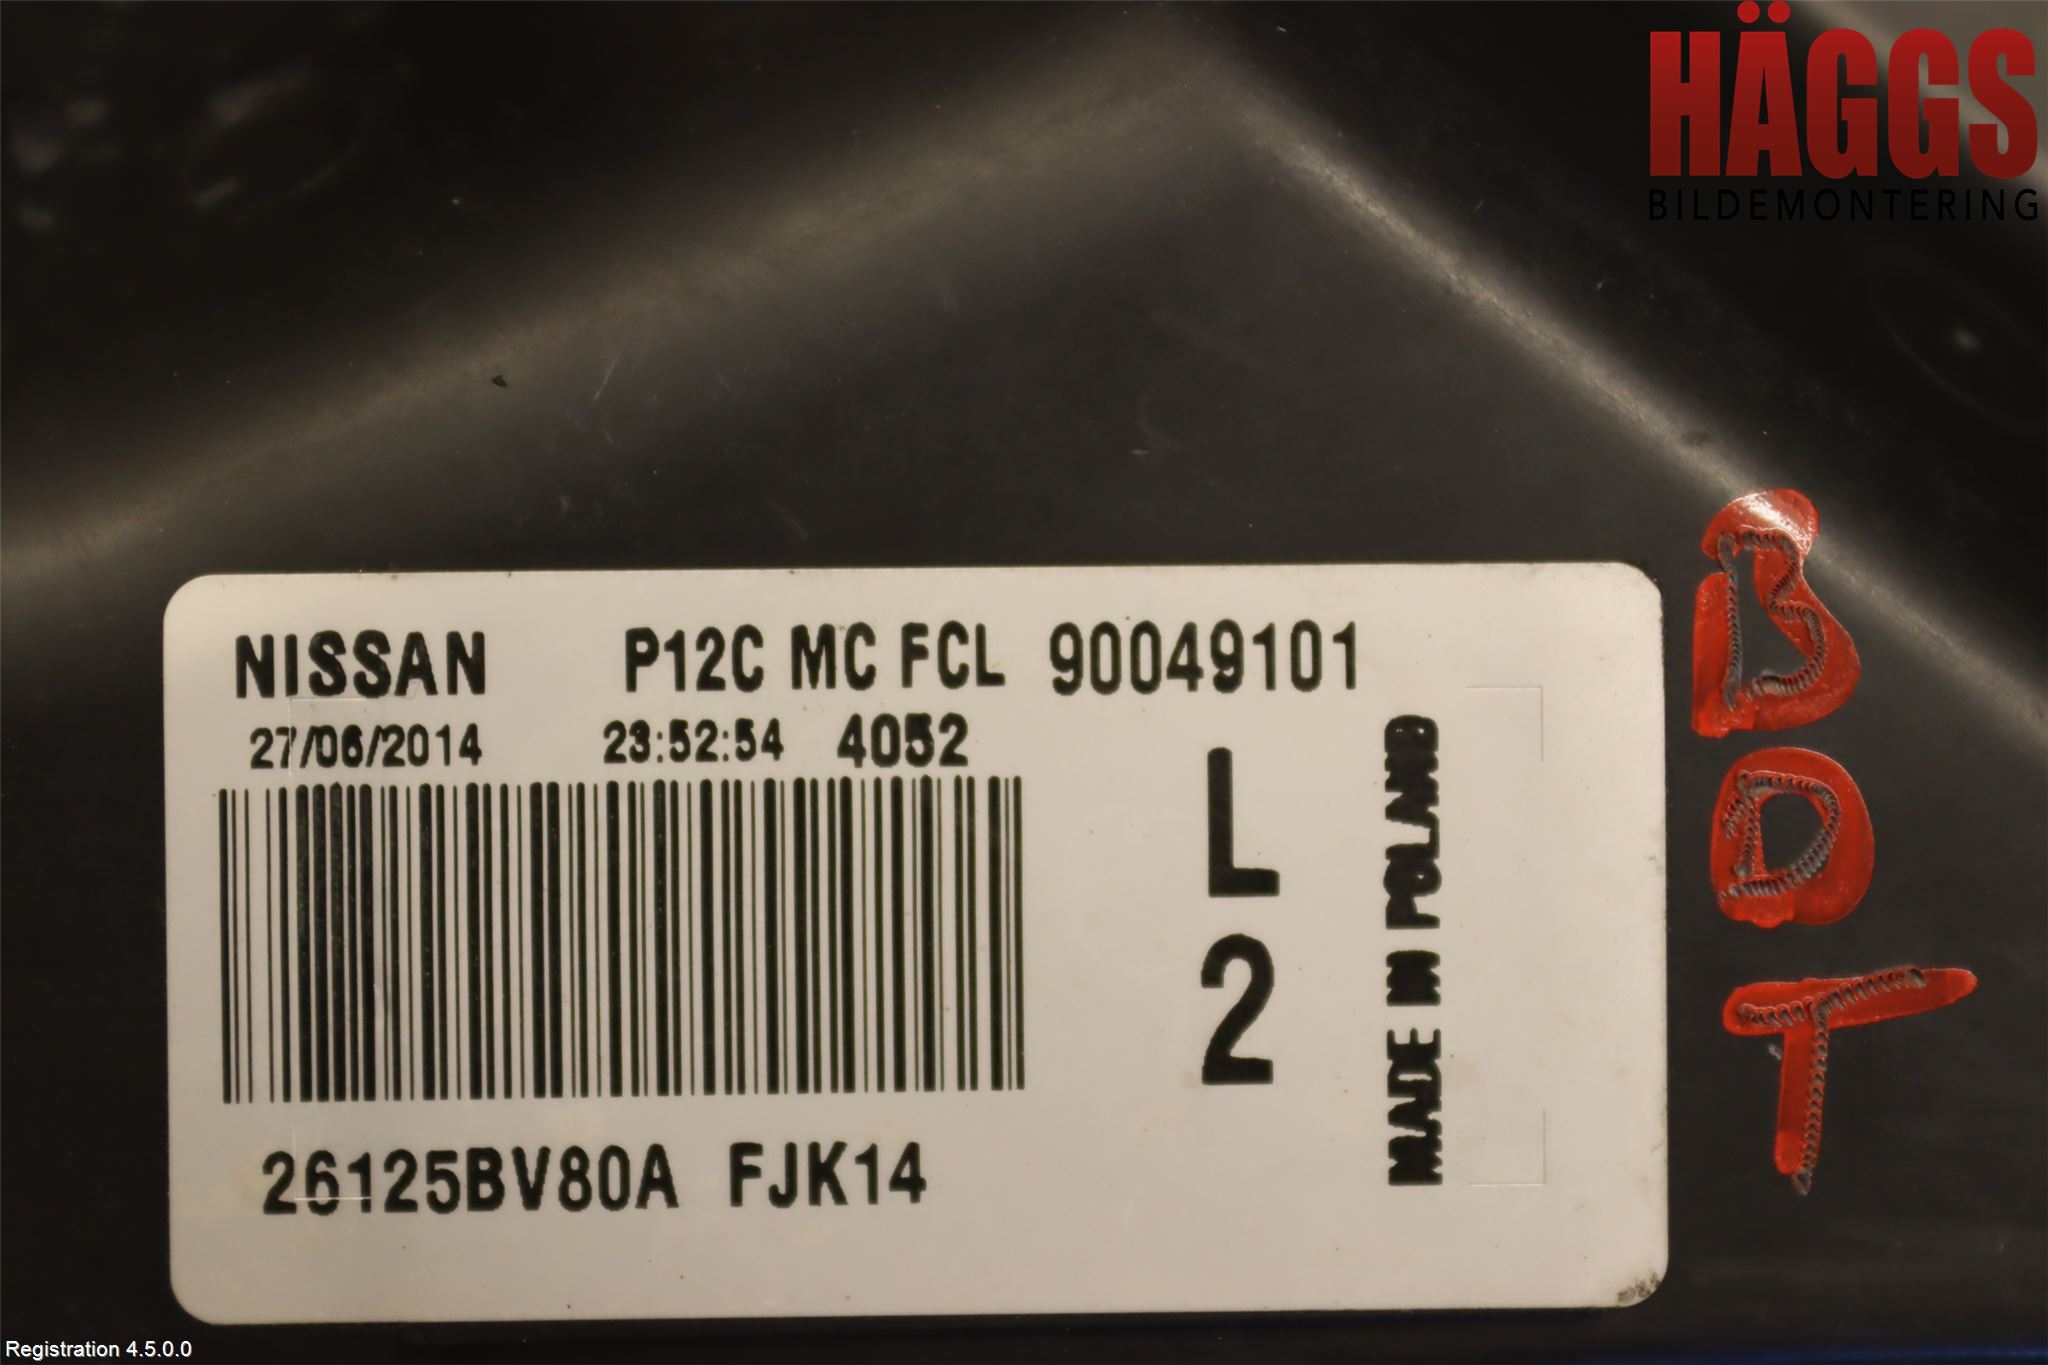 HÄGGS
BILDEMONTERING
NISSAN P12C MC FCL 90049101
27/06/2014 23:52:54 4052
L
2
MADE IN POLAND
26125BV80A FJK14
B
D
T
Registration 4.5.0.0